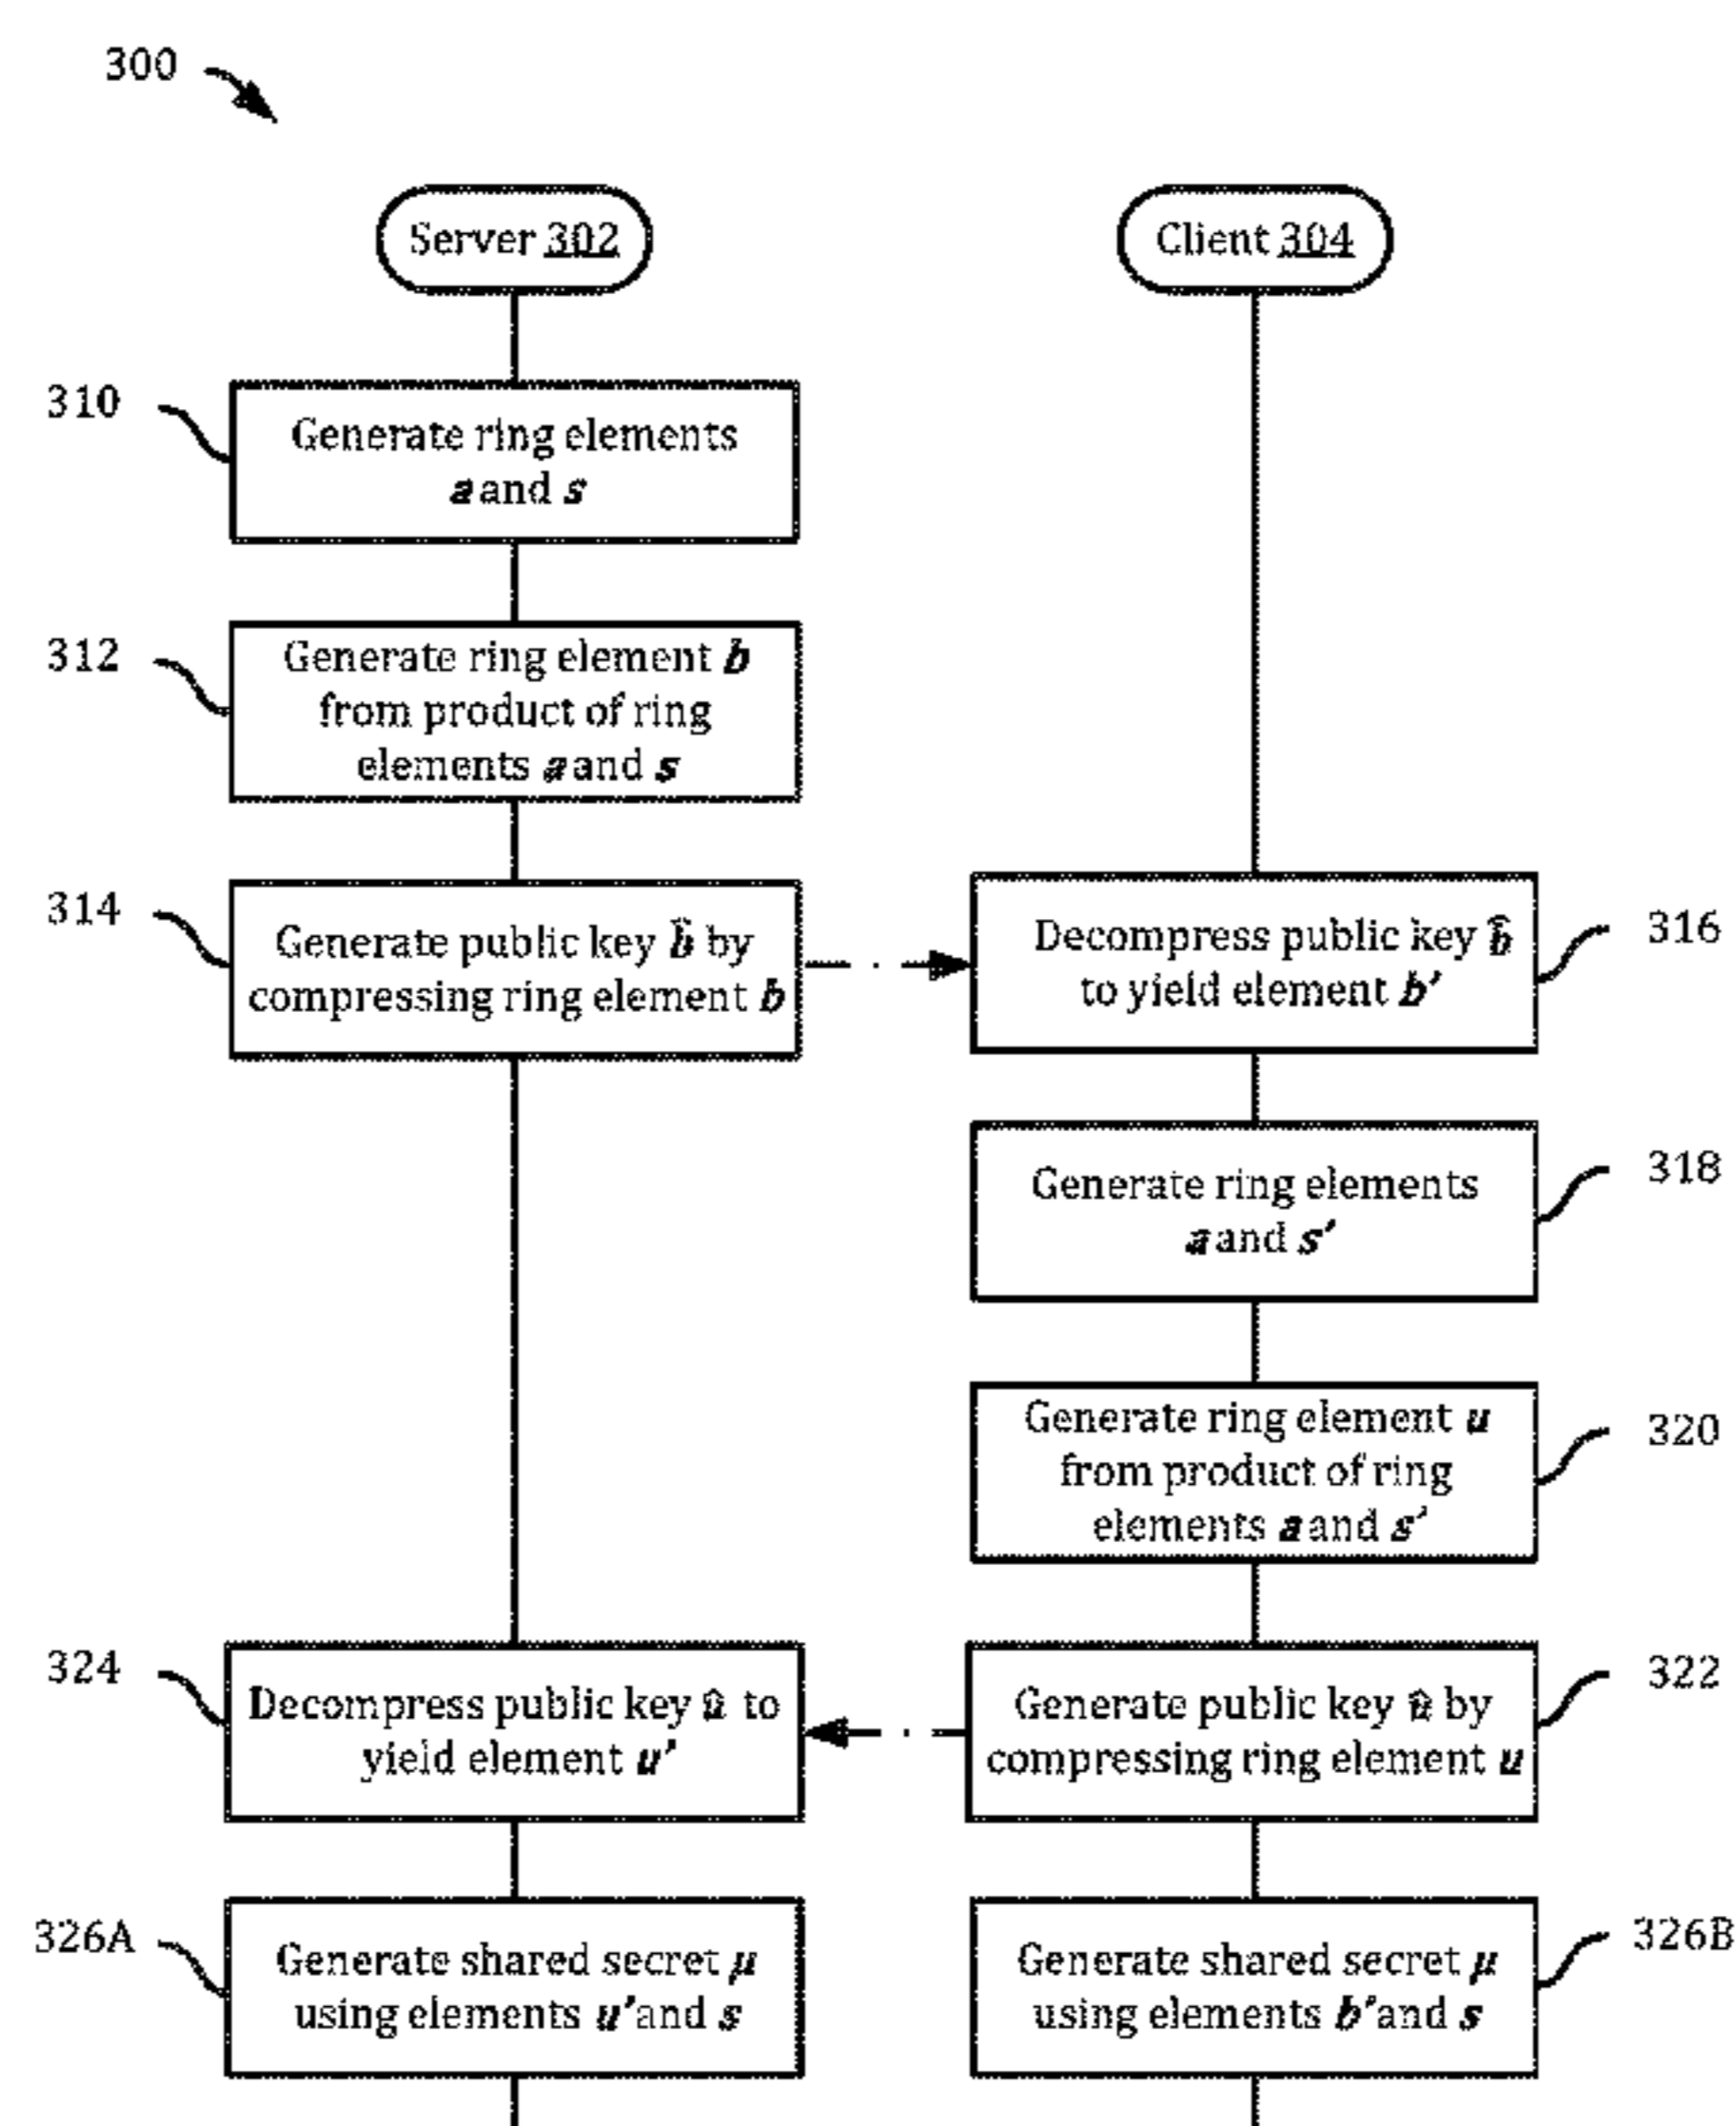 300
Server 302
Client 304
310
Generate ring elements
a and s
312
Generate ring element b
from product of ring
elements a and s
314
Generate public key b̂ by
compressing ring element b
Decompress public key b̂
to yield element b'
316
Generate ring elements
a and s'
318
Generate ring element u
from product of ring
elements a and s'
320
324
Decompress public key û to
yield element u'
Generate public key û by
compressing ring element u
322
326A
Generate shared secret μ
using elements u' and s
Generate shared secret μ
using elements b' and s
326B